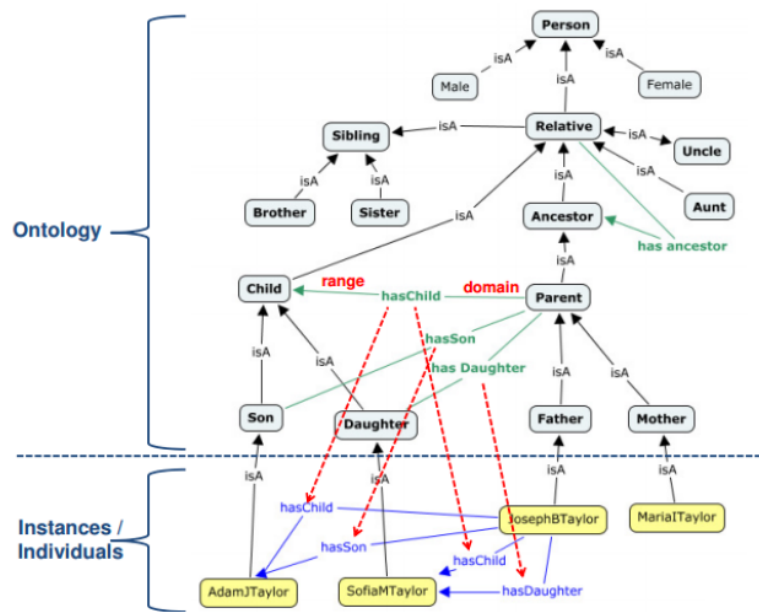 Person
isA
isA
isA
Male
Female
Sibling
isA
Relative
isA
Uncle
isA
isA
isA
isA
isA
Brother
Sister
isA
Ancestor
Aunt
has ancestor
isA
Child
range
hasChild
domain
Parent
hasSon
has Daughter
isA
isA
isA
isA
Son
Daughter
Father
Mother
Ontology
isA
isA
isA
isA
Instances /
Individuals
hasChild
JosephBTaylor
MariaITaylor
hasSon
hasChild
AdamJTaylor
SofiaMTaylor
hasDaughter